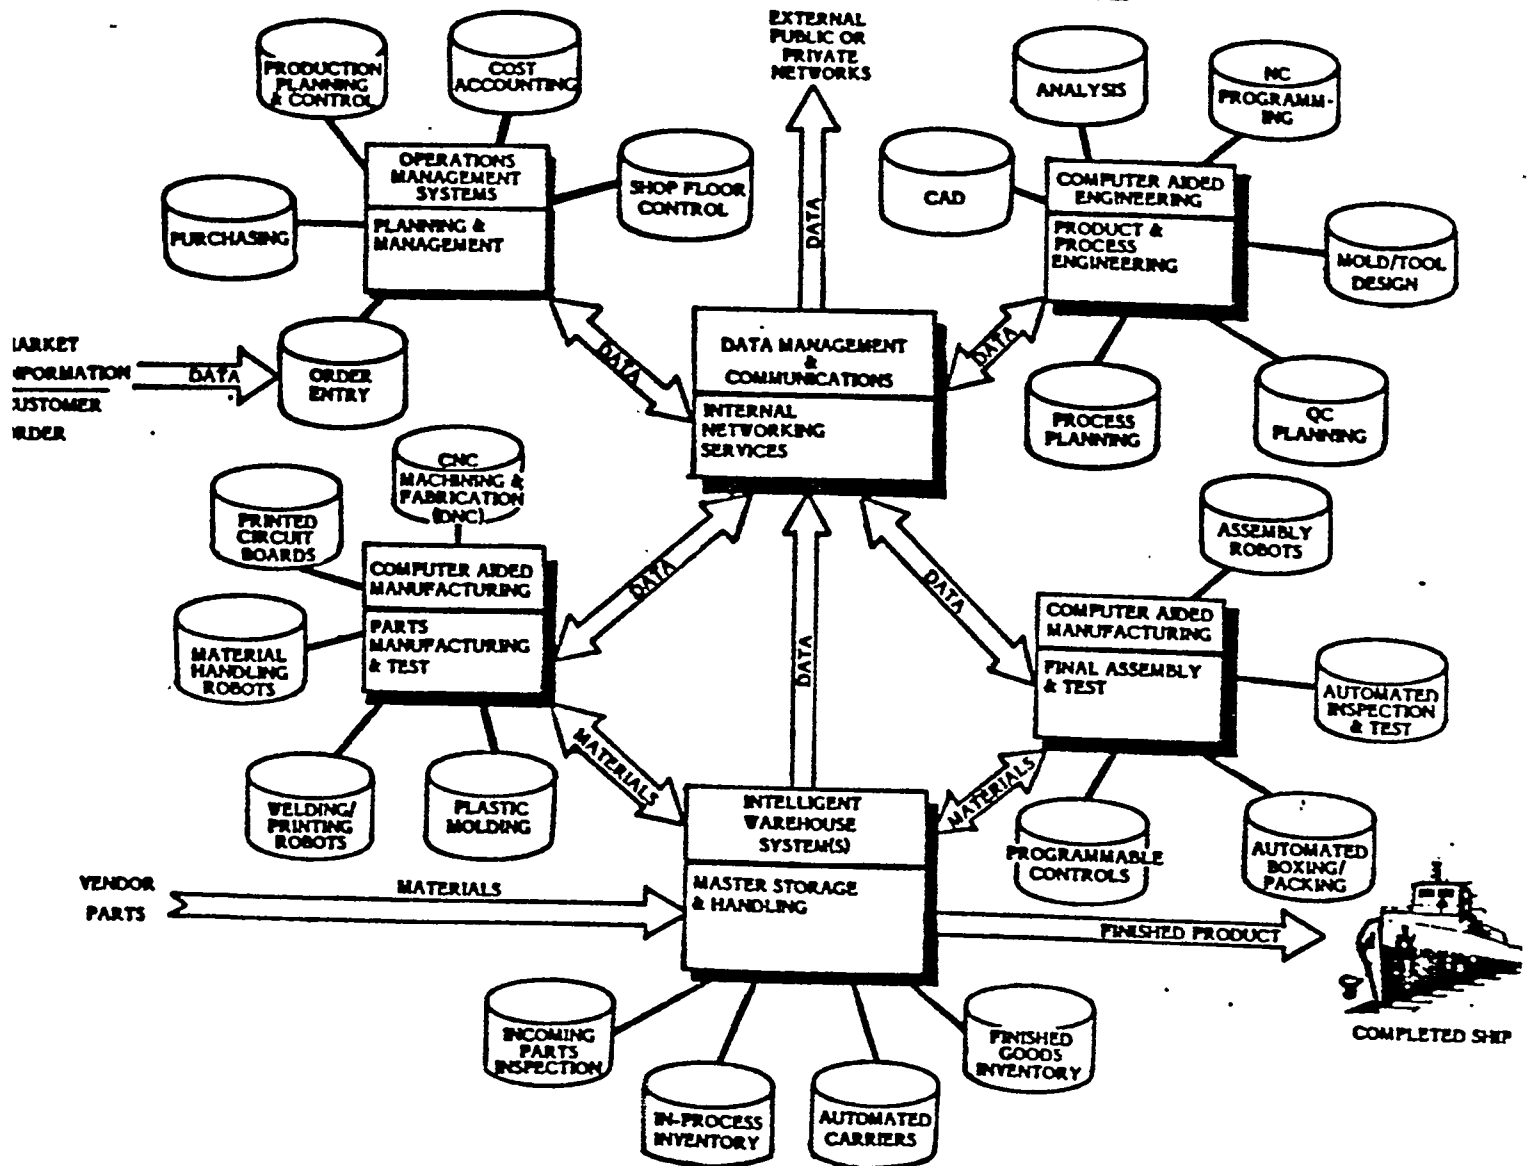 EXTERNAL
PUBLIC OR
PRIVATE
NETWORKS
DATA
PRODUCTION
PLANNING
& CONTROL
COST
ACCOUNTING
PURCHASING
OPERATIONS
MANAGEMENT
SYSTEMS
PLANNING &
MANAGEMENT
SHOP FLOOR
CONTROL
ANALYSIS
NC
PROGRAMM-
ING
CAD
COMPUTER AIDED
ENGINEERING
PRODUCT &
PROCESS
ENGINEERING
MOLD/TOOL
DESIGN
PROCESS
PLANNING
QC
PLANNING
DATA
DATA
DATA MANAGEMENT
&
COMMUNICATIONS
INTERNAL
NETWORKING
SERVICES
ARKET
FORMATION
USTOMER
RDER
DATA
ORDER
ENTRY
CNC
MACHINING &
FABRICATION
(DNC)
PRINTED
CIRCUIT
BOARDS
COMPUTER AIDED
MANUFACTURING
PARTS
MANUFACTURING
& TEST
MATERIAL
HANDLING
ROBOTS
WELDING/
PRINTING
ROBOTS
PLASTIC
MOLDING
DATA
DATA
DATA
ASSEMBLY
ROBOTS
COMPUTER AIDED
MANUFACTURING
FINAL ASSEMBLY
& TEST
AUTOMATED
INSPECTION
& TEST
PROGRAMMABLE
CONTROLS
AUTOMATED
BOXING/
PACKING
MATERIALS
MATERIALS
INTELLIGENT
WAREHOUSE
SYSTEM(S)
MASTER STORAGE
& HANDLING
VENDOR
PARTS
MATERIALS
FINISHED PRODUCT
COMPLETED SHIP
INCOMING
PARTS
INSPECTION
IN-PROCESS
INVENTORY
AUTOMATED
CARRIERS
FINISHED
GOODS
INVENTORY